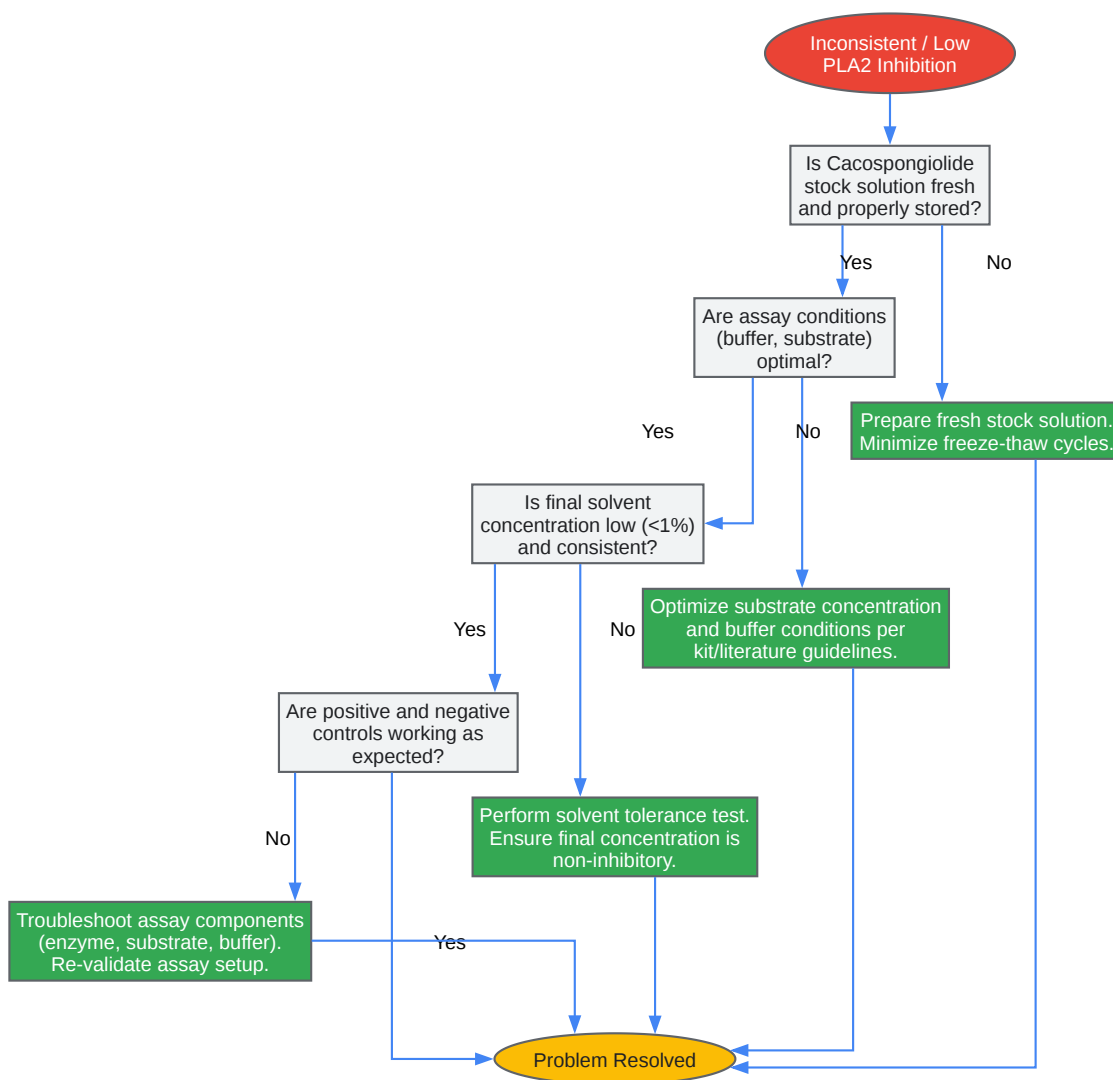 Inconsistent / Low
PLA2 Inhibition
Is Cacospongiolide
stock solution fresh
and properly stored?
Yes
No
Are assay conditions
(buffer, substrate)
optimal?
Yes
No
Prepare fresh stock solution.
Minimize freeze-thaw cycles.
Is final solvent
concentration low (<1%)
and consistent?
Yes
No
Optimize substrate concentration
and buffer conditions per
kit/literature guidelines.
Are positive and negative
controls working as
expected?
No
Perform solvent tolerance test.
Ensure final concentration is
non-inhibitory.
Troubleshoot assay components
(enzyme, substrate, buffer).
Re-validate assay setup.
Yes
Problem Resolved